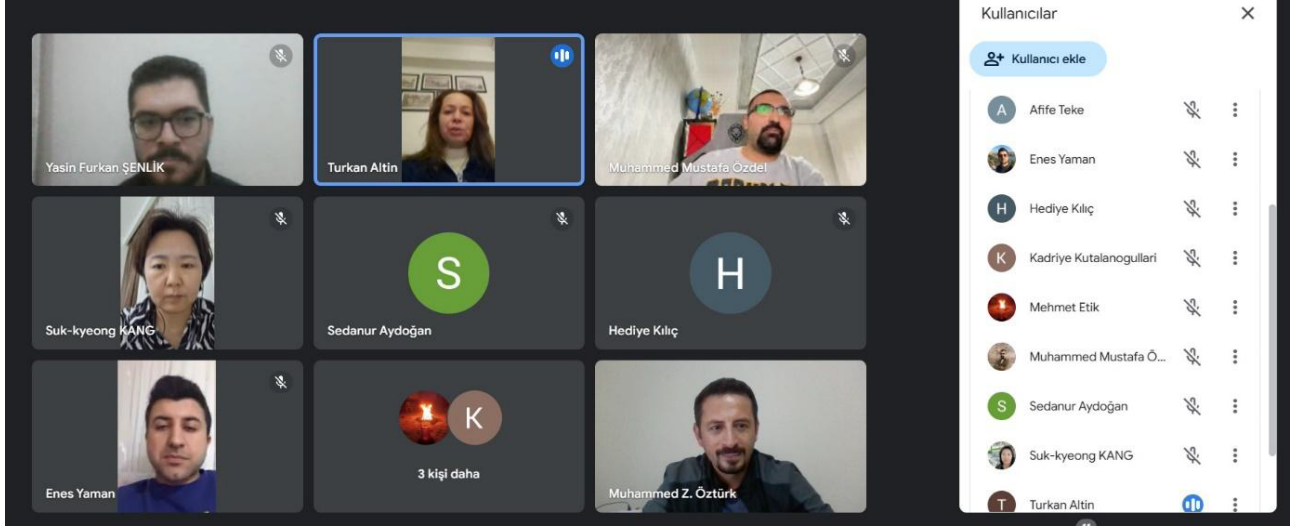 Yasin Furkan ŞENLİK
Turkan Altin
Muhammed Mustafa Özdel
Suk-kyeong KANG
S
Sedanur Aydoğan
H
Hediye Kılıç
Enes Yaman
K
3 kişi daha
Muhammed Z. Öztürk
Kullanıcılar
Kullanıcı ekle
A Afife Teke
Enes Yaman
H Hediye Kılıç
K Kadriye Kutalanogullari
Mehmet Etik
Muhammed Mustafa Ö...
S Sedanur Aydoğan
Suk-kyeong KANG
T Turkan Altin